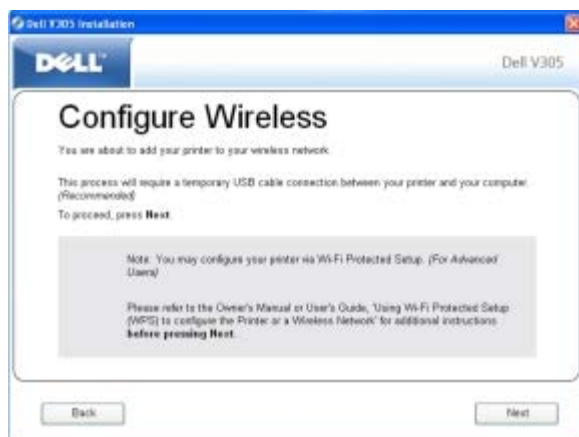 Dell V305 Installation
DELL
Dell V305
Configure Wireless
You are about to add your printer to your wireless network.
This process will require a temporary USB cable connection between your printer and your computer.
(Recommended)
To proceed, press Next.
Note: You may configure your printer via Wi-Fi Protected Setup. (For Advanced
Users)
Please refer to the Owner's Manual or User's Guide, 'Using Wi-Fi Protected Setup
(WPS) to configure the Printer or a Wireless Network' for additional instructions
before pressing Next.
Back
Next